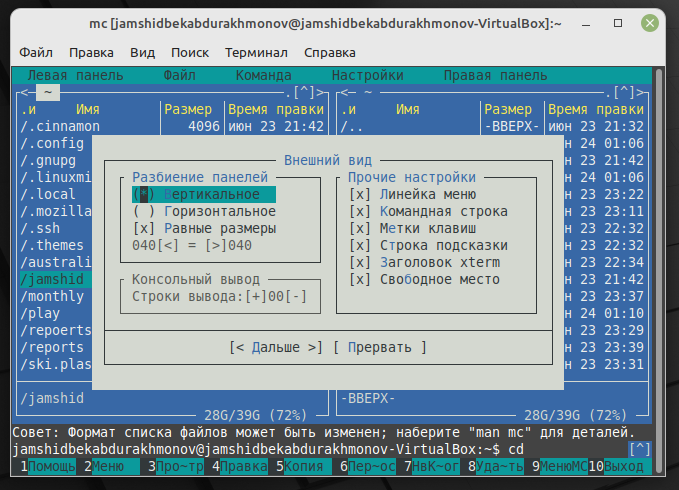 mc [jamshidbekabdurakhmonov@jamshidbekabdurakhmonov-VirtualBox]:~
Файл Правка Вид Поиск Терминал Справка
Левая панель Файл Команда Настройки Правая панель
<─ ~ .[^]> <─ ~ .[^]>
.и Имя Размер Время правки .и Имя Размер Время правки
/.cinnamon 4096 июн 23 21:42 /.. -ВВЕРХ- июн 23 21:32
/.config н 24 01:06
/.gnupg н 23 21:42
/.linuxmi н 24 01:06
/.local н 23 23:22
/.mozilla н 23 23:11
/.ssh н 23 22:32
/.themes н 23 22:32
/australi н 23 22:34
/jamshid н 23 21:42
/monthly н 23 23:37
/play н 24 01:10
/repoerts н 23 23:29
/reports н 23 23:39
/ski.plas н 23 23:31
Внешний вид
Разбиение панелей
(*) Вертикальное
( ) Горизонтальное
[x] Равные размеры
040[<] = [>]040
Консольный вывод
Строки вывода:[+]00[-]
Прочие настройки
[x] Линейка меню
[x] Командная строка
[x] Метки клавиш
[x] Строка подсказки
[x] Заголовок xterm
[x] Свободное место
[< Дальше >] [ Прервать ]
/jamshid -ВВЕРХ-
28G/39G (72%) 28G/39G (72%)
Совет: Формат списка файлов может быть изменен; наберите "man mc" для деталей.
jamshidbekabdurakhmonov@jamshidbekabdurakhmonov-VirtualBox:~$ cd [^]
1Помощь 2Меню 3Про~тр 4Правка 5Копия 6Пер~ос 7НвК~ог 8Уда~ть 9МенюМС 10Выход